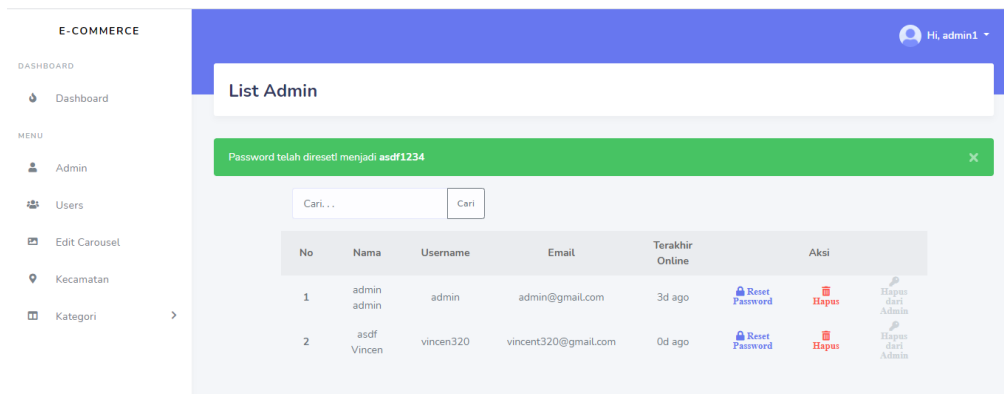 E-COMMERCE
Hi, admin1
DASHBOARD
Dashboard
List Admin
MENU
Password telah diresetl menjadi asdf1234
×
Admin
Users
Edit Carousel
Kecamatan
Kategori
Cari. . .
Cari
No Nama Username Email Terakhir Online Aksi
1 admin admin admin admin@gmail.com 3d ago Reset Password Hapus Hapus dari Admin
2 asdf Vincen vincen320 vincent320@gmail.com 0d ago Reset Password Hapus Hapus dari Admin